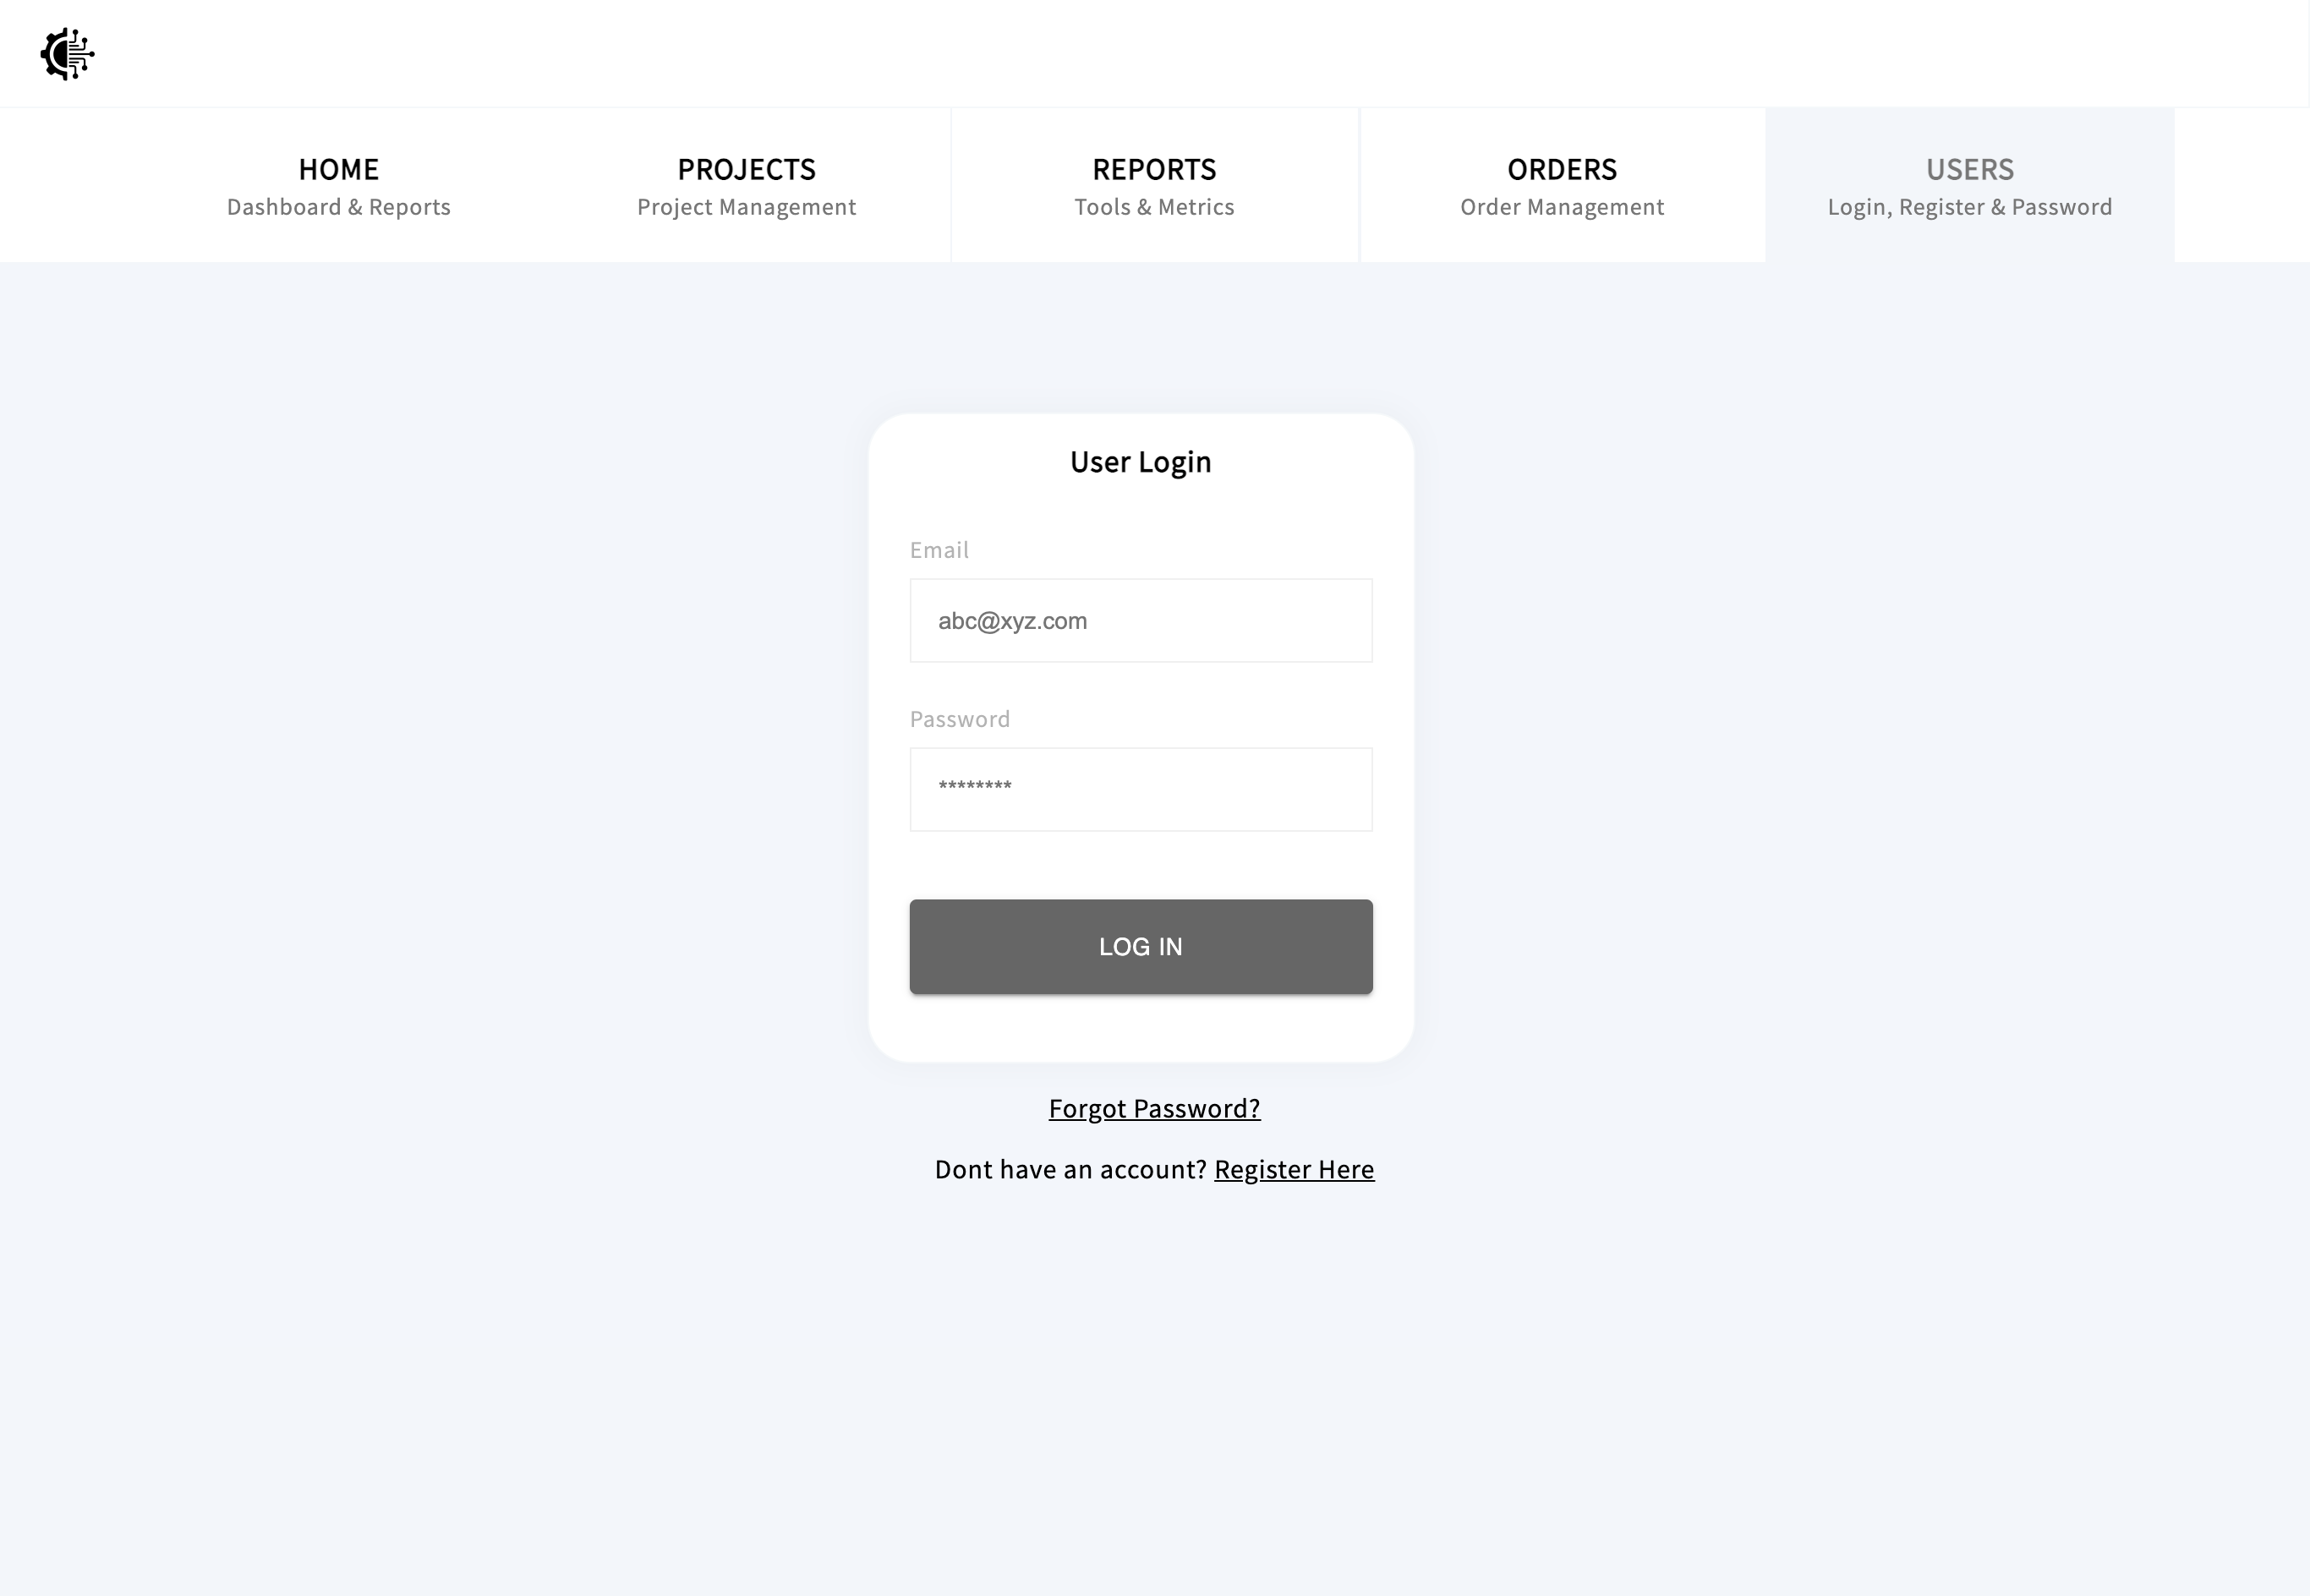 HOME
Dashboard & Reports
PROJECTS
Project Management
REPORTS
Tools & Metrics
ORDERS
Order Management
USERS
Login, Register & Password
User Login
Email
abc@xyz.com
Password
********
LOG IN
Forgot Password?
Dont have an account? Register Here